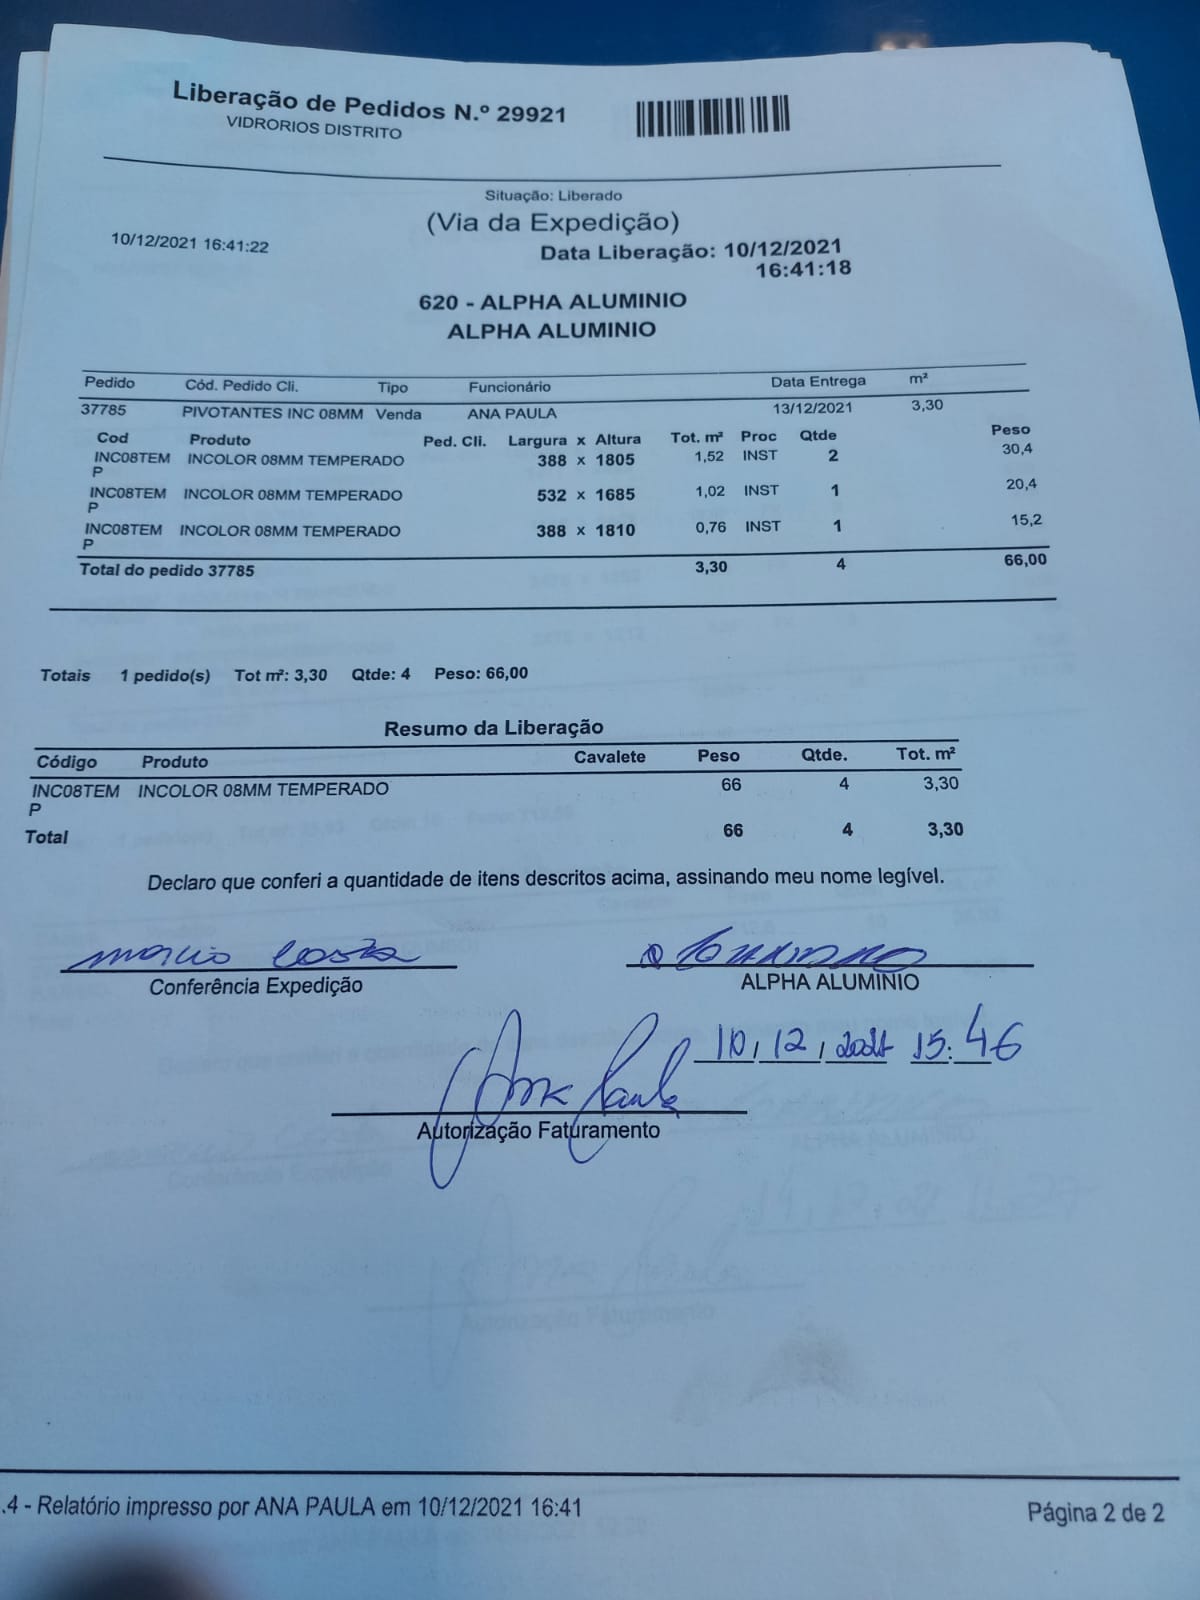 Liberação de Pedidos N.º 29921
VIDRORIOS DISTRITO
Situação: Liberado
(Via da Expedição)
10/12/2021 16:41:22
Data Liberação: 10/12/2021
16:41:18
620 - ALPHA ALUMINIO
ALPHA ALUMINIO
Pedido Cód. Pedido Cli. Tipo Funcionário Data Entrega m²
37785 PIVOTANTES INC 08MM Venda ANA PAULA 13/12/2021 3,30
Cod Produto Ped. Cli. Largura x Altura Tot. m² Proc Qtde Peso
INC08TEM INCOLOR 08MM TEMPERADO 388 x 1805 1,52 INST 2 30,4
P
INC08TEM INCOLOR 08MM TEMPERADO 532 x 1685 1,02 INST 1 20,4
P
INC08TEM INCOLOR 08MM TEMPERADO 388 x 1810 0,76 INST 1 15,2
P
Total do pedido 37785 3,30 4 66,00
Totais 1 pedido(s) Tot m²: 3,30 Qtde: 4 Peso: 66,00
Resumo da Liberação
Código Produto Cavalete Peso Qtde. Tot. m²
INC08TEM INCOLOR 08MM TEMPERADO 66 4 3,30
P
Total 66 4 3,30
Declaro que conferi a quantidade de itens descritos acima, assinando meu nome legível.
marcio Costa
Conferência Expedição
ALPHA ALUMINIO
10/12/2021 15:46
Ana Paula
Autorização Faturamento
.4 - Relatório impresso por ANA PAULA em 10/12/2021 16:41
Página 2 de 2